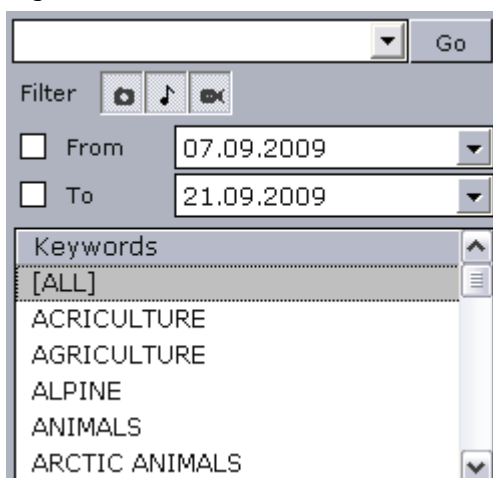 Go
Filter
From 07.09.2009
To 21.09.2009
Keywords
[ALL]
ACRICULTURE
AGRICULTURE
ALPINE
ANIMALS
ARCTIC ANIMALS